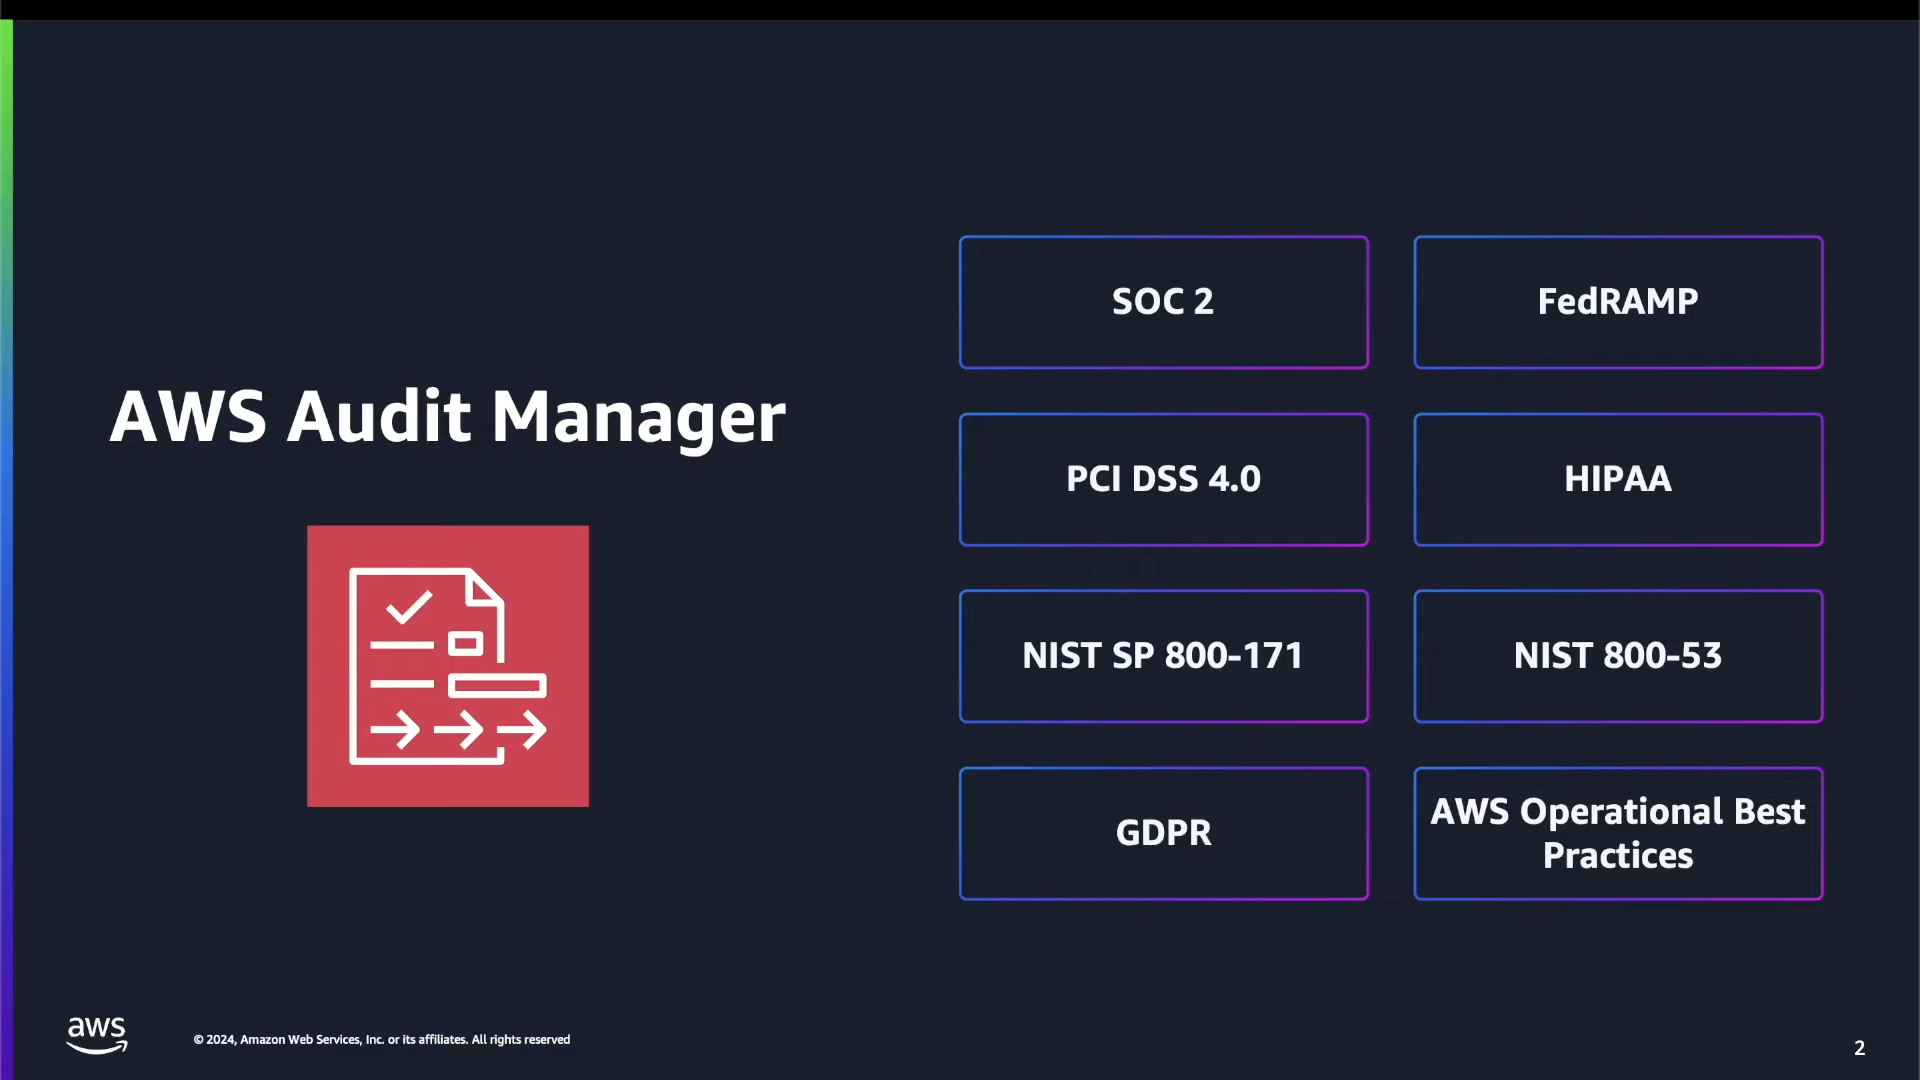 AWS Audit Manager
SOC 2
FedRAMP
PCI DSS 4.0
HIPAA
NIST SP 800-171
NIST 800-53
GDPR
AWS Operational Best
Practices
aws
© 2024, Amazon Web Services, Inc. or its affiliates. All rights reserved
2